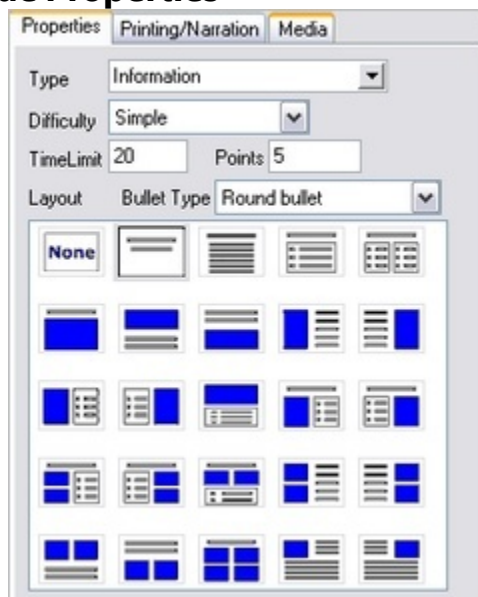 Properties Printing/Narration Media
Type Information
Difficulty Simple
TimeLimit 20 Points 5
Layout Bullet Type Round bullet
None